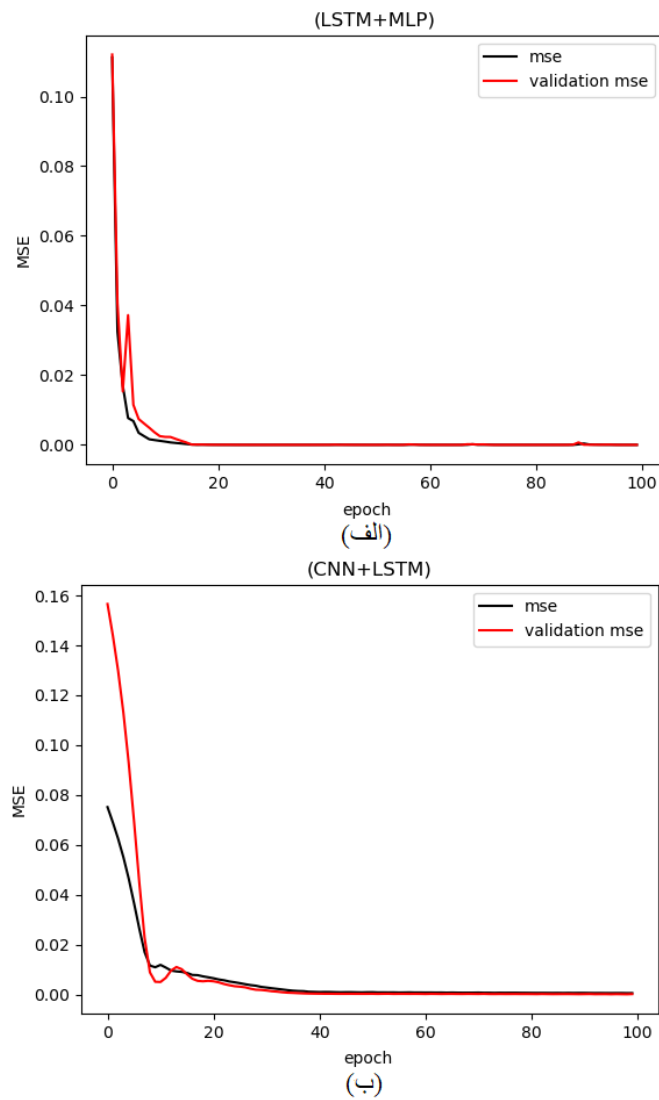 (LSTM+MLP)
mse
validation mse
0.10
0.08
0.06
0.04
0.02
0.00
MSE
0 20 40 60 80 100
epoch
(الف)
(CNN+LSTM)
mse
validation mse
0.16
0.14
0.12
0.10
0.08
0.06
0.04
0.02
0.00
MSE
0 20 40 60 80 100
epoch
(ب)